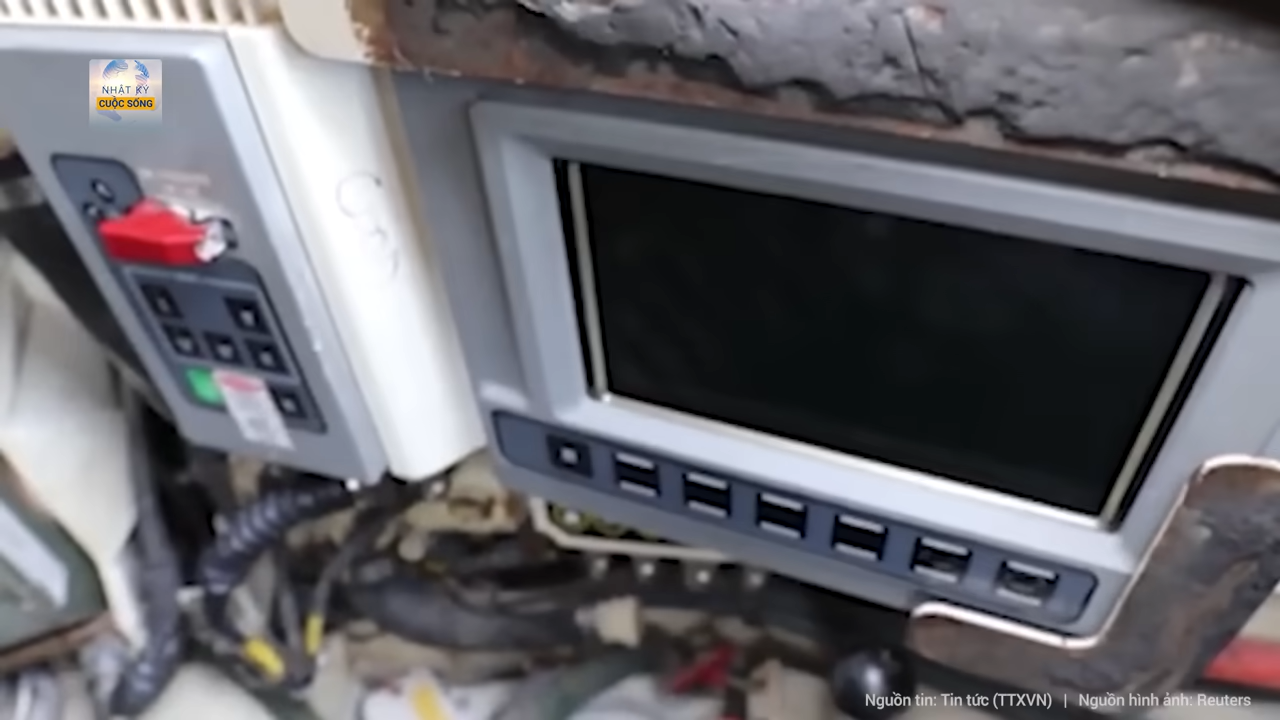 NHẬT KÝ
CUỘC SỐNG
Nguồn tin: Tin tức (TTXVN) | Nguồn hình ảnh: Reuters